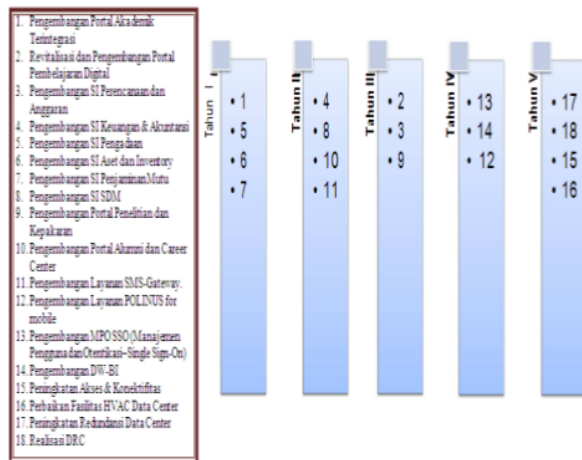 1. Pengembangan Portal Akademik
Terintegrasi
2. Revitalisasi dan Pengembangan Portal
Pembelajaran Digital
3. Pengembangan SI Perencanaan dan
Anggaran
4. Pengembangan SI Keuangan & Akuntansi
5. Pengembangan SI Pengadaan
6. Pengembangan SI Aset dan Inventory
7. Pengembangan SI Penjaminan Mutu
8. Pengembangan SI SDM
9. Pengembangan Portal Penelitian dan
Kepakaran
10. Pengembangan Portal Alumni dan Career
Center
11. Pengembangan Layanan SMS-Gateway.
12. Pengembangan Layanan POLINUS for
mobile
13. Pengembangan MPOSSO (Manajemen
Pengguna dan Otentikasi–Single Sign-On)
14. Pengembangan DW-BI
15. Peningkatan Akses & Konektifitas
16. Perbaikan Fasilitas HVAC Data Center
17. Peningkatan Redundansi Data Center
18. Realisasi DRC
Tahun I
• 1
• 5
• 6
• 7
Tahun II
• 4
• 8
• 10
• 11
Tahun III
• 2
• 3
• 9
Tahun IV
• 13
• 14
• 12
Tahun V
• 17
• 18
• 15
• 16